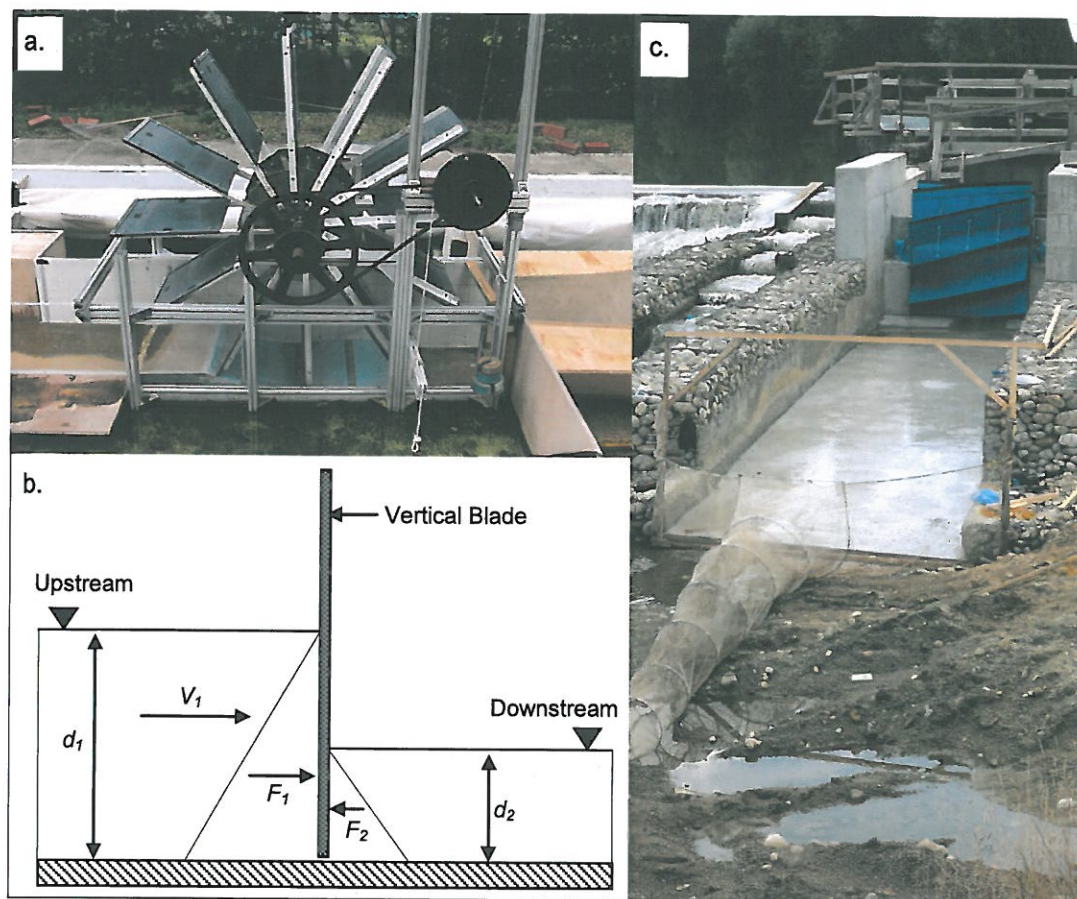 a.
c.
b.
Vertical Blade
Upstream
V1
Downstream
d1
F1
F2
d2